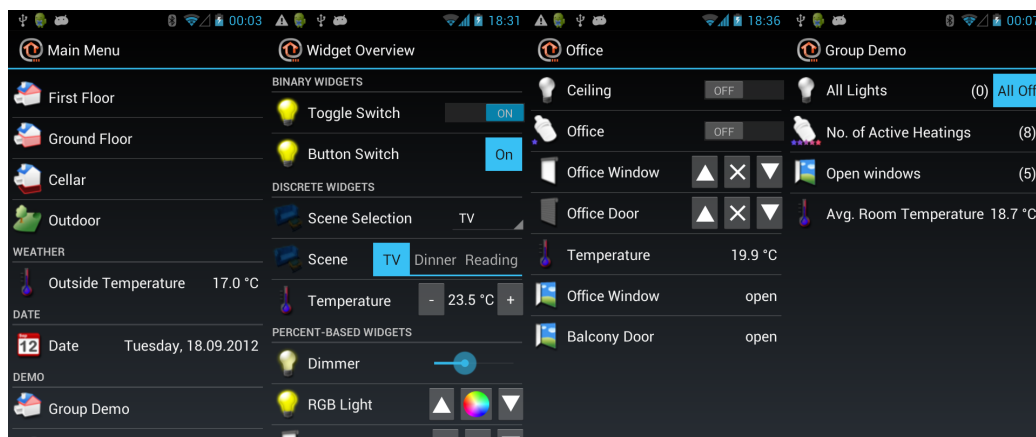 00:03
Main Menu
First Floor
Ground Floor
Cellar
Outdoor
WEATHER
Outside Temperature 17.0 °C
DATE
12 Date Tuesday, 18.09.2012
DEMO
Group Demo
18:31
Widget Overview
BINARY WIDGETS
Toggle Switch ON
Button Switch On
DISCRETE WIDGETS
Scene Selection TV
Scene TV Dinner Reading
Temperature - 23.5 °C +
PERCENT-BASED WIDGETS
Dimmer
RGB Light
18:36
Office
Ceiling OFF
Office OFF
Office Window
Office Door
Temperature 19.9 °C
Office Window open
Balcony Door open
00:07
Group Demo
All Lights (0) All Off
No. of Active Heatings (8)
Open windows (5)
Avg. Room Temperature 18.7 °C